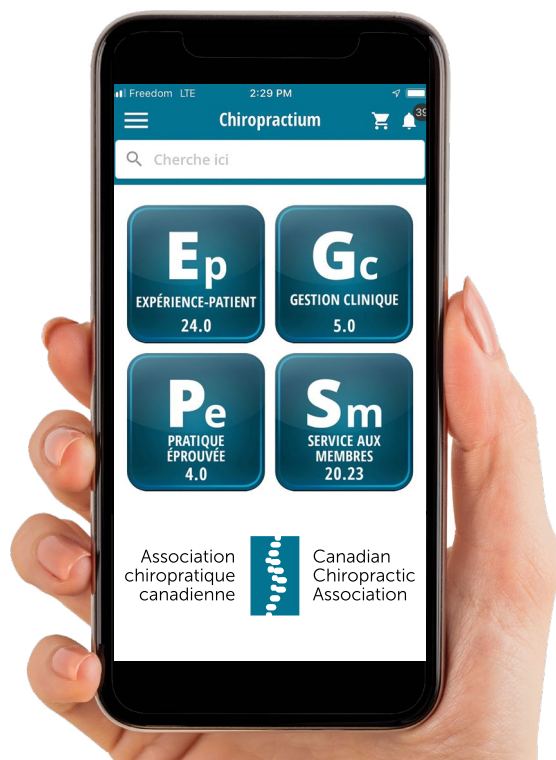 Freedom LTE 2:29 PM
Chiropractium
39
Cherche ici
Ep
EXPÉRIENCE-PATIENT
24.0
Gc
GESTION CLINIQUE
5.0
Pe
PRATIQUE
ÉPROUVÉE
4.0
Sm
SERVICE AUX
MEMBRES
20.23
Association
chiropratique
canadienne
Canadian
Chiropractic
Association